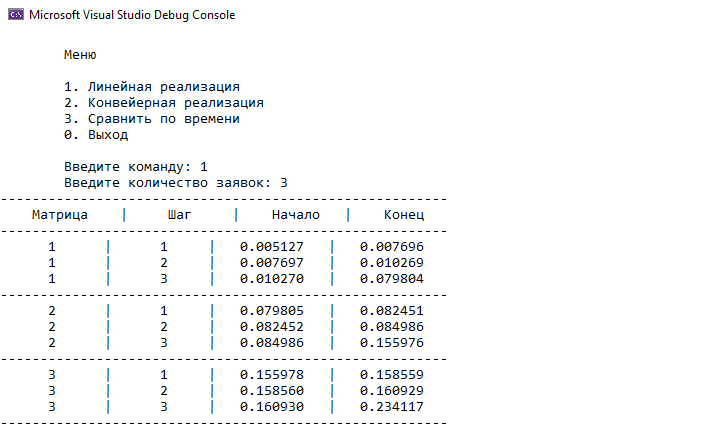 Microsoft Visual Studio Debug Console
Меню
1. Линейная реализация
2. Конвейерная реализация
3. Сравнить по времени
0. Выход
Введите команду: 1
Введите количество заявок: 3
--------------------------------------------------------
Матрица | Шаг | Начало | Конец
--------------------------------------------------------
1 | 1 | 0.005127 | 0.007696
1 | 2 | 0.007697 | 0.010269
1 | 3 | 0.010270 | 0.079804
--------------------------------------------------------
2 | 1 | 0.079805 | 0.082451
2 | 2 | 0.082452 | 0.084986
2 | 3 | 0.084986 | 0.155976
--------------------------------------------------------
3 | 1 | 0.155978 | 0.158559
3 | 2 | 0.158560 | 0.160929
3 | 3 | 0.160930 | 0.234117
--------------------------------------------------------